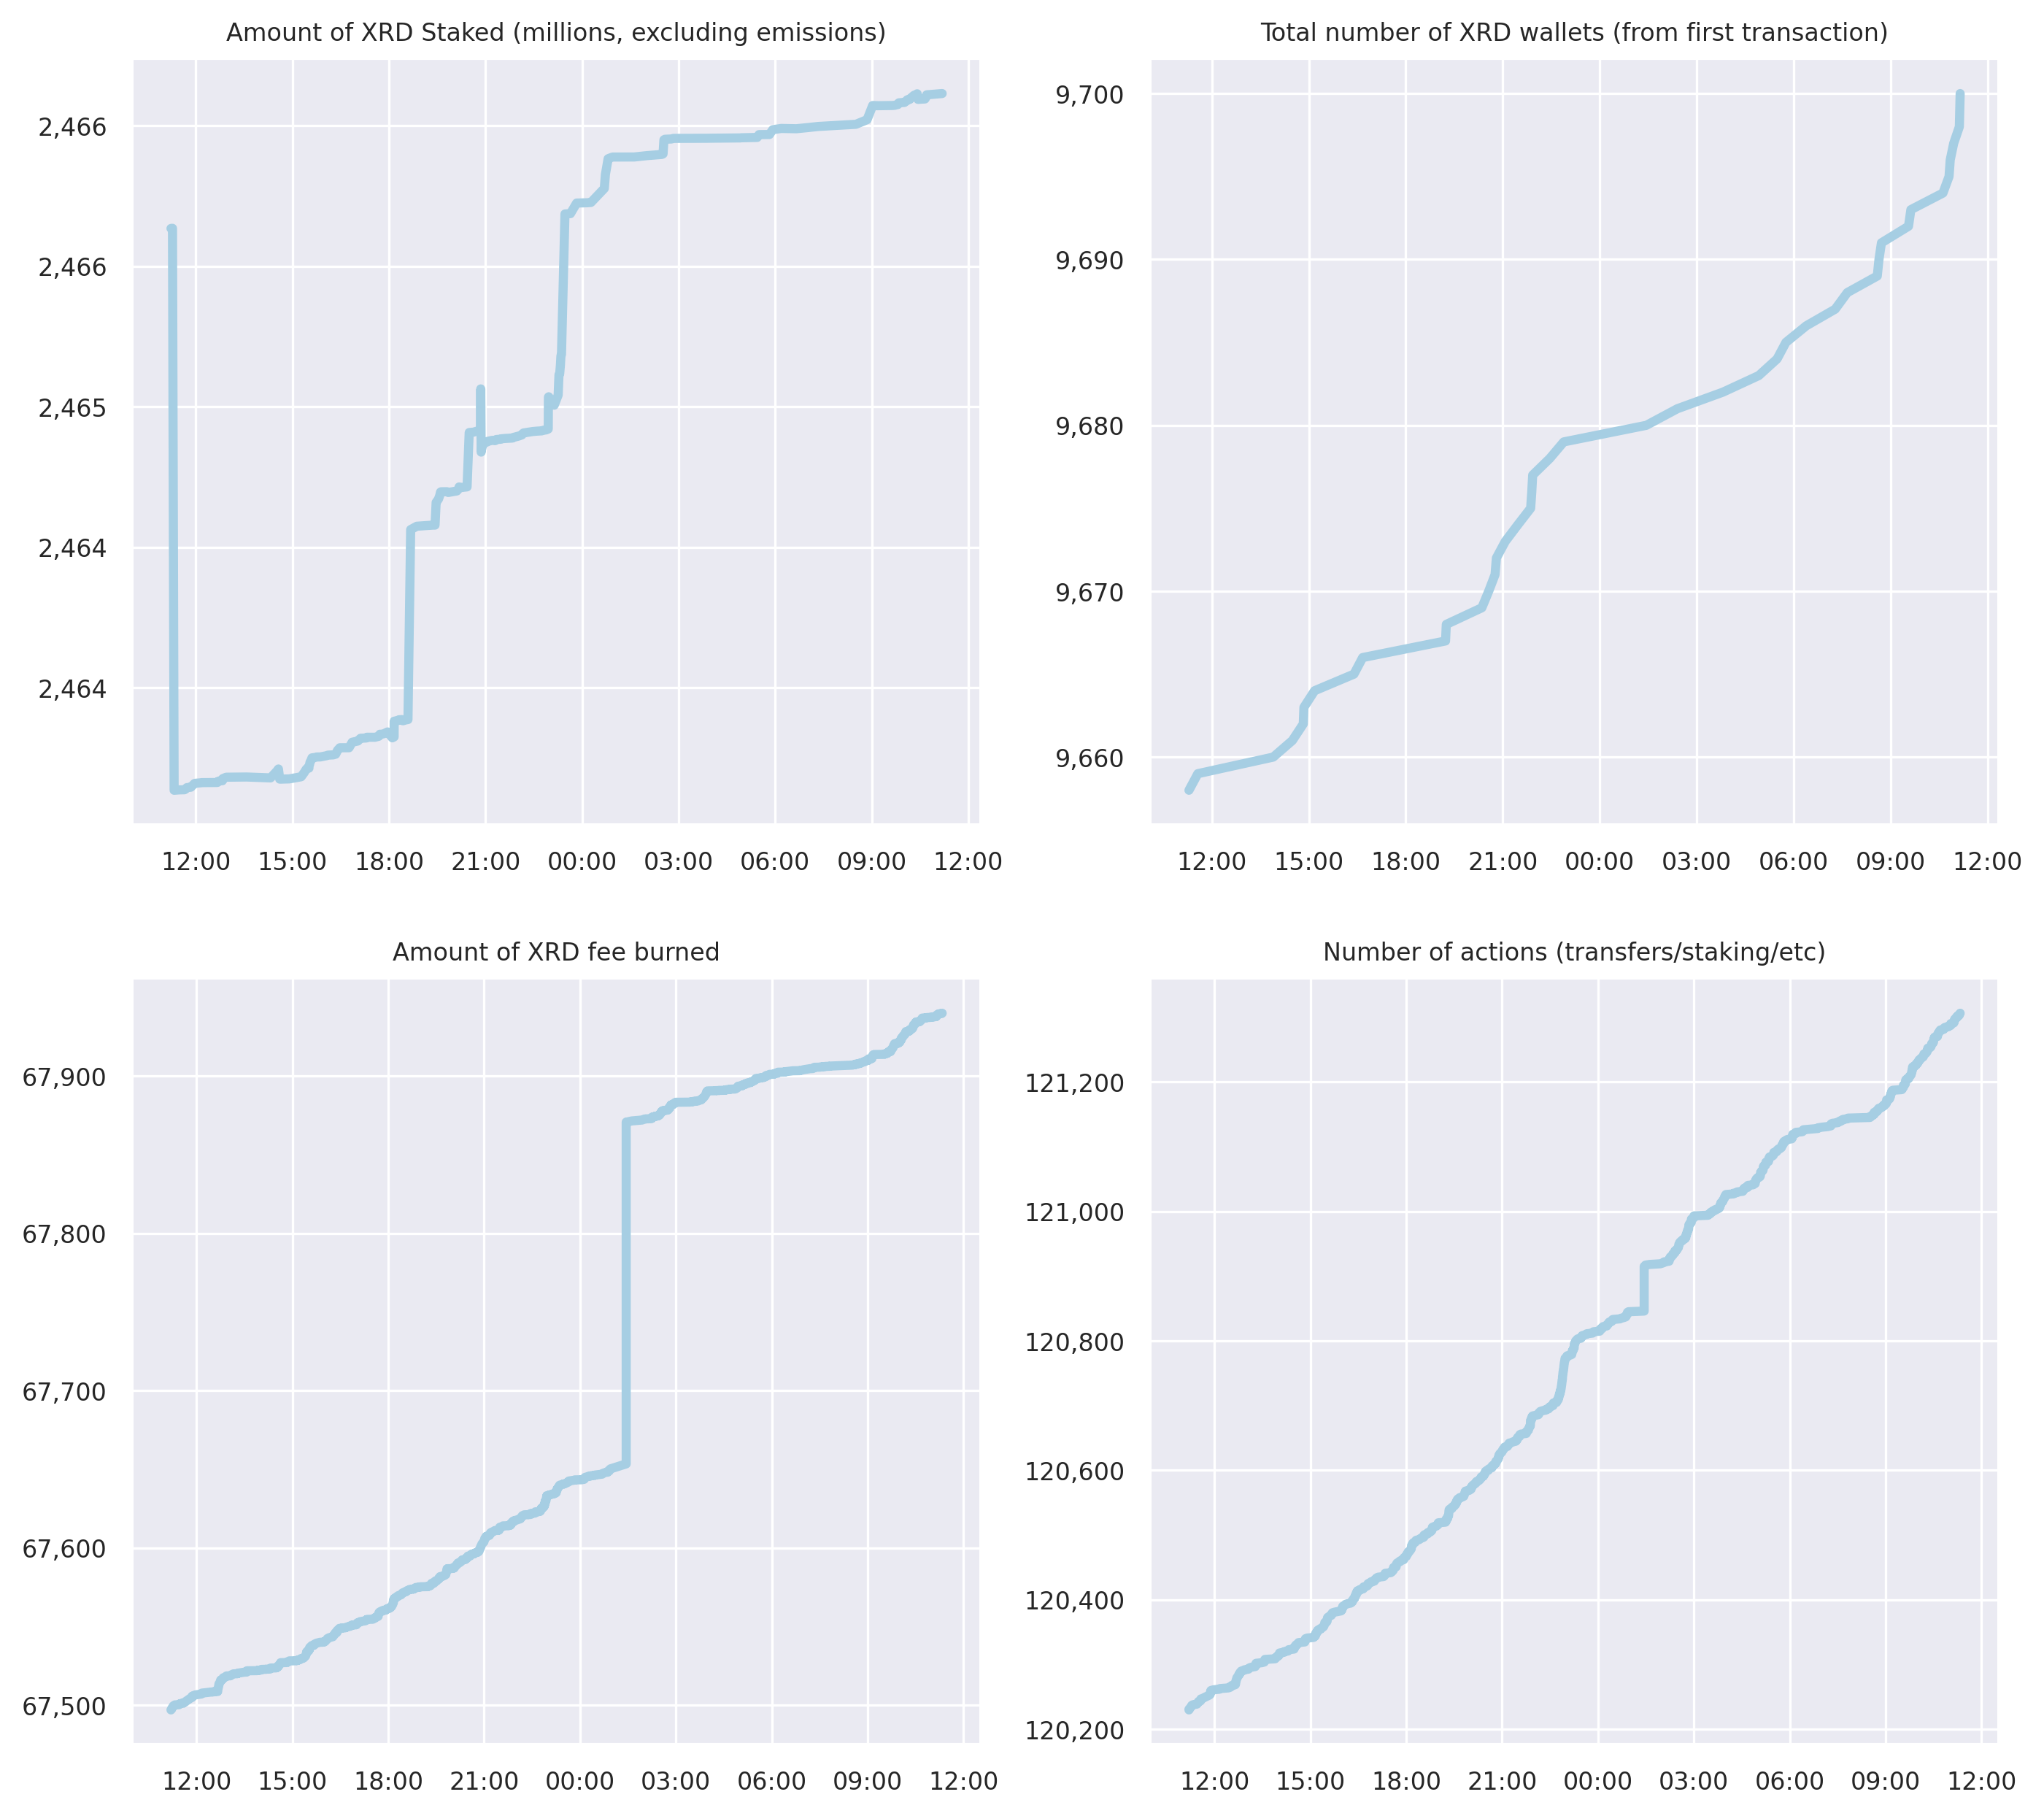 Amount of XRD Staked (millions, excluding emissions)
2,466
2,466
2,465
2,464
2,464
12:00 15:00 18:00 21:00 00:00 03:00 06:00 09:00 12:00
Total number of XRD wallets (from first transaction)
9,700
9,690
9,680
9,670
9,660
12:00 15:00 18:00 21:00 00:00 03:00 06:00 09:00 12:00
Amount of XRD fee burned
67,900
67,800
67,700
67,600
67,500
12:00 15:00 18:00 21:00 00:00 03:00 06:00 09:00 12:00
Number of actions (transfers/staking/etc)
121,200
121,000
120,800
120,600
120,400
120,200
12:00 15:00 18:00 21:00 00:00 03:00 06:00 09:00 12:00